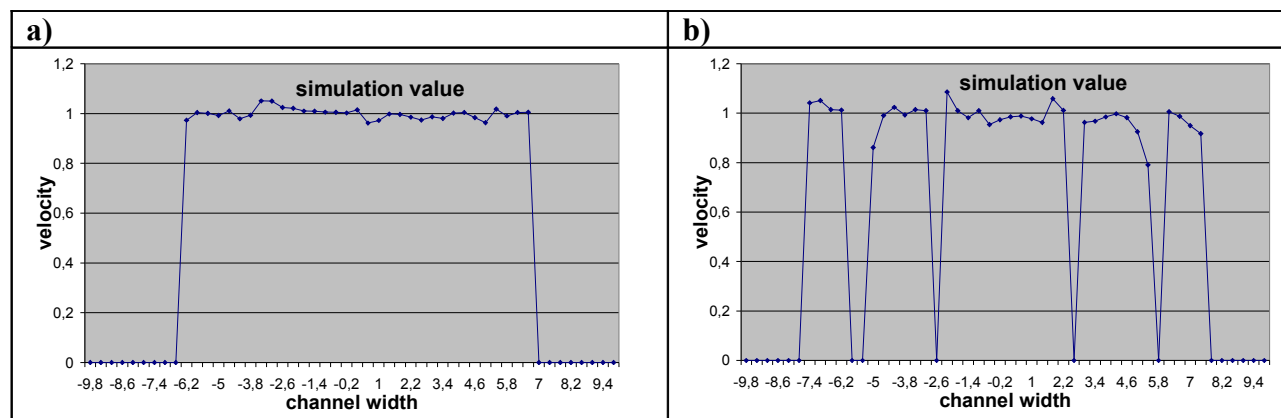 a)
b)
simulation value
1,2
1
0,8
0,6
0,4
0,2
0
velocity
-9,8 -8,6 -7,4 -6,2 -5 -3,8 -2,6 -1,4 -0,2 1 2,2 3,4 4,6 5,8 7 8,2 9,4
channel width
simulation value
1,2
1
0,8
0,6
0,4
0,2
0
velocity
-9,8 -8,6 -7,4 -6,2 -5 -3,8 -2,6 -1,4 -0,2 1 2,2 3,4 4,6 5,8 7 8,2 9,4
channel width